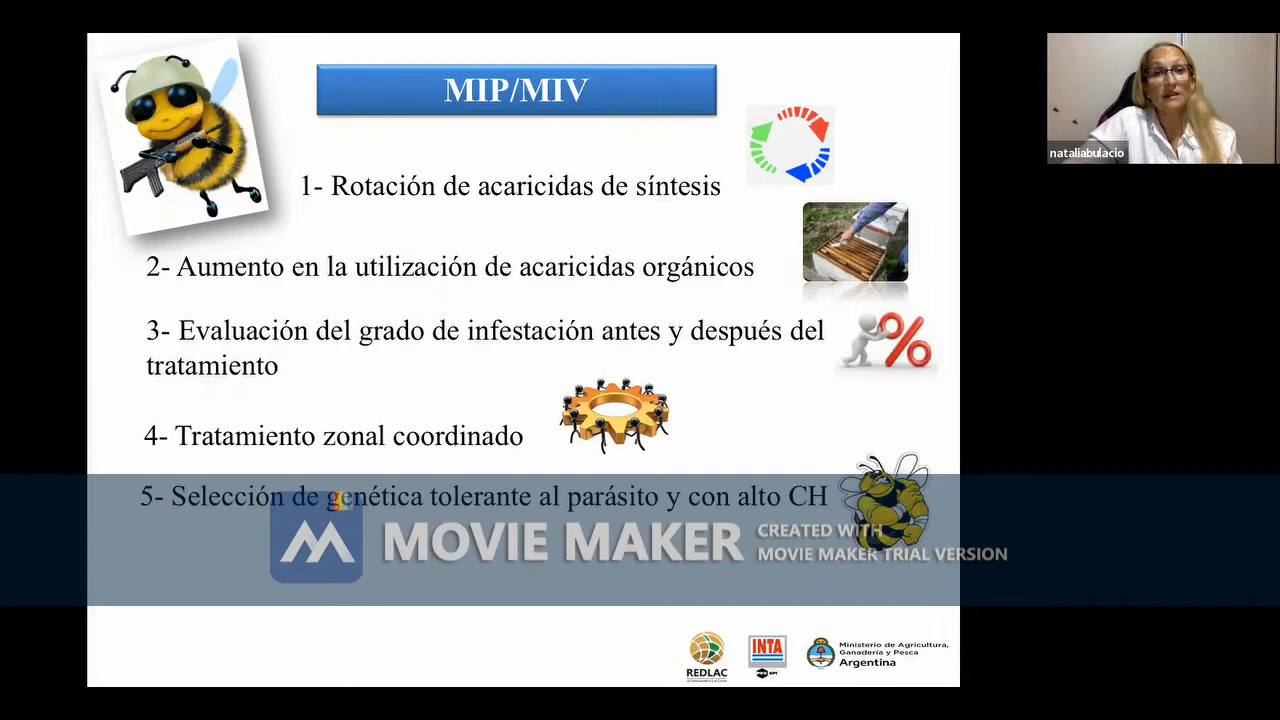 MIP/MIV
nataliabulacio
1- Rotación de acaricidas de síntesis
2- Aumento en la utilización de acaricidas orgánicos
3- Evaluación del grado de infestación antes y después del
tratamiento
4- Tratamiento zonal coordinado
5- Selección de genética tolerante al parásito y con alto CH
MOVIE MAKER
CREATED WITH
MOVIE MAKER TRIAL VERSION
REDLAC
INTA
PROAPI
Ministerio de Agricultura,
Ganadería y Pesca
Argentina